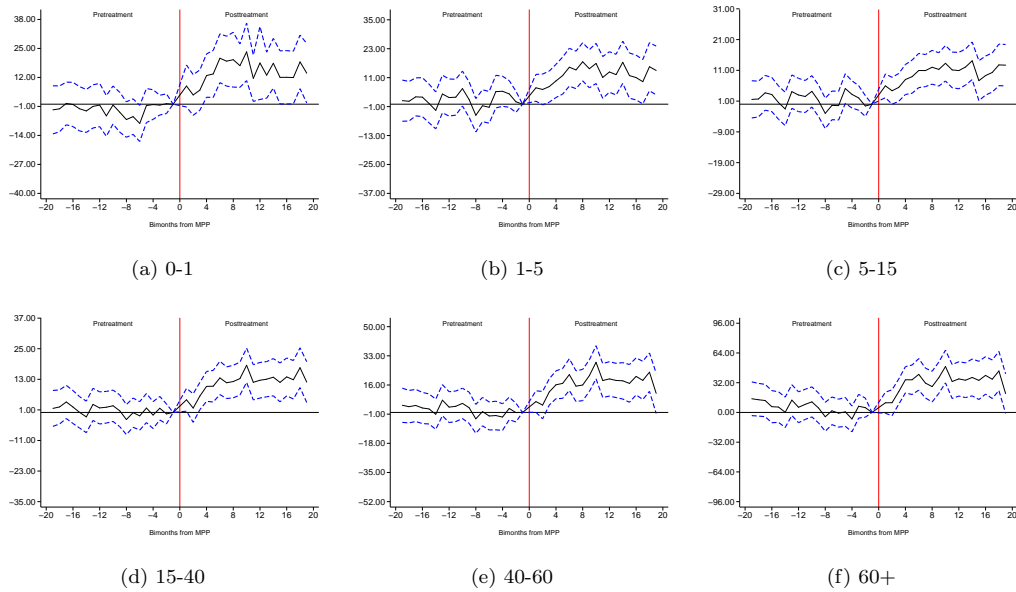 Pretreatment Posttreatment
38.00
25.00
12.00
−1.00
−14.00
−27.00
−40.00
−20 −16 −12 −8 −4 0 4 8 12 16 20
Bimonths from MPP
(a) 0-1
Pretreatment Posttreatment
35.00
23.00
11.00
−1.00
−13.00
−25.00
−37.00
−20 −16 −12 −8 −4 0 4 8 12 16 20
Bimonths from MPP
(b) 1-5
Pretreatment Posttreatment
31.00
21.00
11.00
1.00
−9.00
−19.00
−29.00
−20 −16 −12 −8 −4 0 4 8 12 16 20
Bimonths from MPP
(c) 5-15
Pretreatment Posttreatment
37.00
25.00
13.00
1.00
−11.00
−23.00
−35.00
−20 −16 −12 −8 −4 0 4 8 12 16 20
Bimonths from MPP
(d) 15-40
Pretreatment Posttreatment
50.00
33.00
16.00
−1.00
−18.00
−35.00
−52.00
−20 −16 −12 −8 −4 0 4 8 12 16 20
Bimonths from MPP
(e) 40-60
Pretreatment Posttreatment
96.00
64.00
32.00
0.00
−32.00
−64.00
−96.00
−20 −16 −12 −8 −4 0 4 8 12 16 20
Bimonths from MPP
(f) 60+